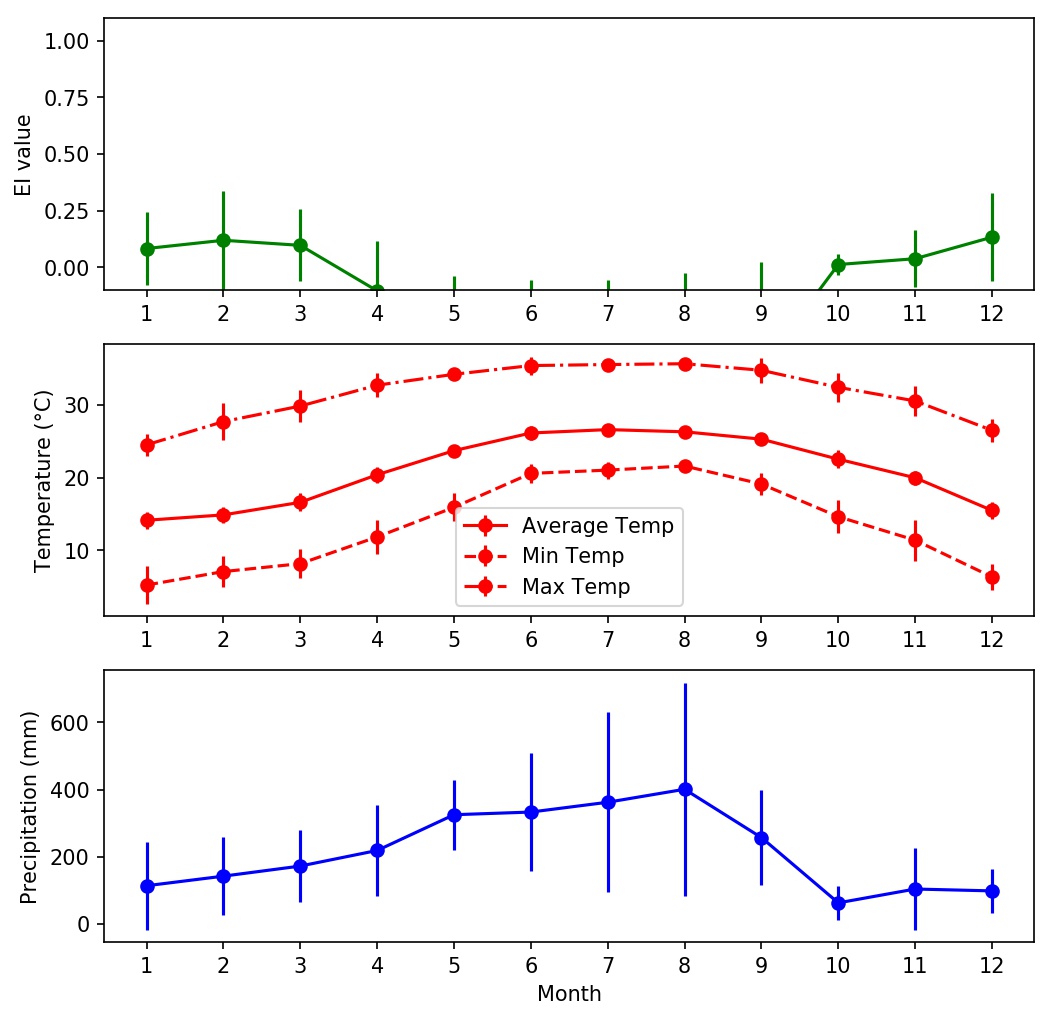 EI value
1.00
0.75
0.50
0.25
0.00
1 2 3 4 5 6 7 8 9 10 11 12
Temperature (°C)
30
20
10
Average Temp
Min Temp
Max Temp
1 2 3 4 5 6 7 8 9 10 11 12
Precipitation (mm)
600
400
200
0
1 2 3 4 5 6 7 8 9 10 11 12
Month